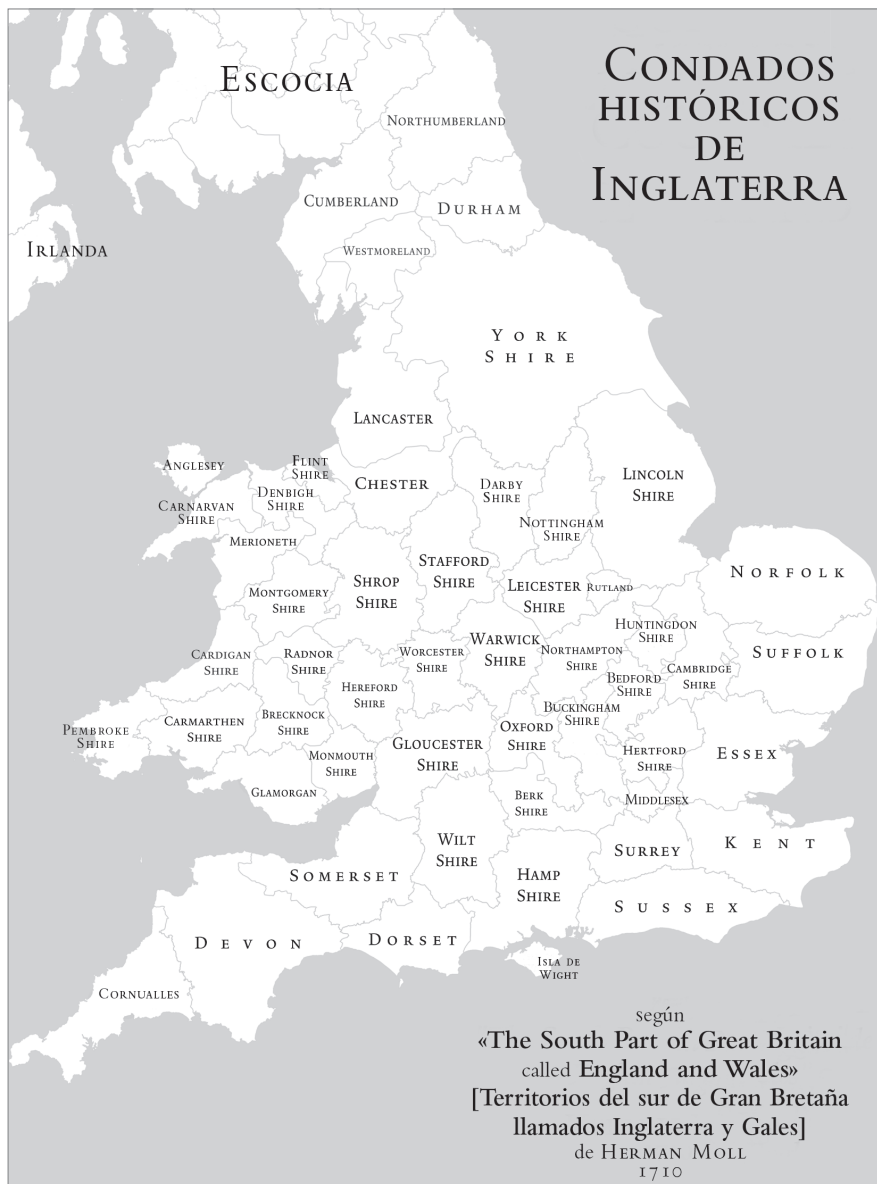 CONDADOS
HISTÓRICOS
DE
INGLATERRA
ESCOCIA
NORTHUMBERLAND
CUMBERLAND
DURHAM
WESTMORELAND
IRLANDA
YORK
SHIRE
LANCASTER
ANGLESEY
FLINT
SHIRE
CHESTER
DARBY
SHIRE
LINCOLN
SHIRE
DENBIGH
SHIRE
CARNARVAN
SHIRE
NOTTINGHAM
SHIRE
MERIONETH
STAFFORD
SHIRE
NORFOLK
MONTGOMERY
SHIRE
SHROP
SHIRE
LEICESTER
SHIRE
RUTLAND
HUNTINGDON
SHIRE
CARDIGAN
SHIRE
RADNOR
SHIRE
WORCESTER
SHIRE
WARWICK
SHIRE
NORTHAMPTON
SHIRE
SUFFOLK
BEDFORD
SHIRE
CAMBRIDGE
SHIRE
HEREFORD
SHIRE
BUCKINGHAM
SHIRE
PEMBROKE
SHIRE
CARMARTHEN
SHIRE
BRECKNOCK
SHIRE
OXFORD
SHIRE
GLOUCESTER
SHIRE
MONMOUTH
SHIRE
HERTFORD
SHIRE
ESSEX
GLAMORGAN
BERK
SHIRE
MIDDLESEX
WILT
SHIRE
SURREY
KENT
SOMERSET
HAMP
SHIRE
SUSSEX
DEVON
DORSET
ISLA DE
WIGHT
CORNUALLES
según
«The South Part of Great Britain
called England and Wales»
[Territorios del sur de Gran Bretaña
llamados Inglaterra y Gales]
de HERMAN MOLL
1710